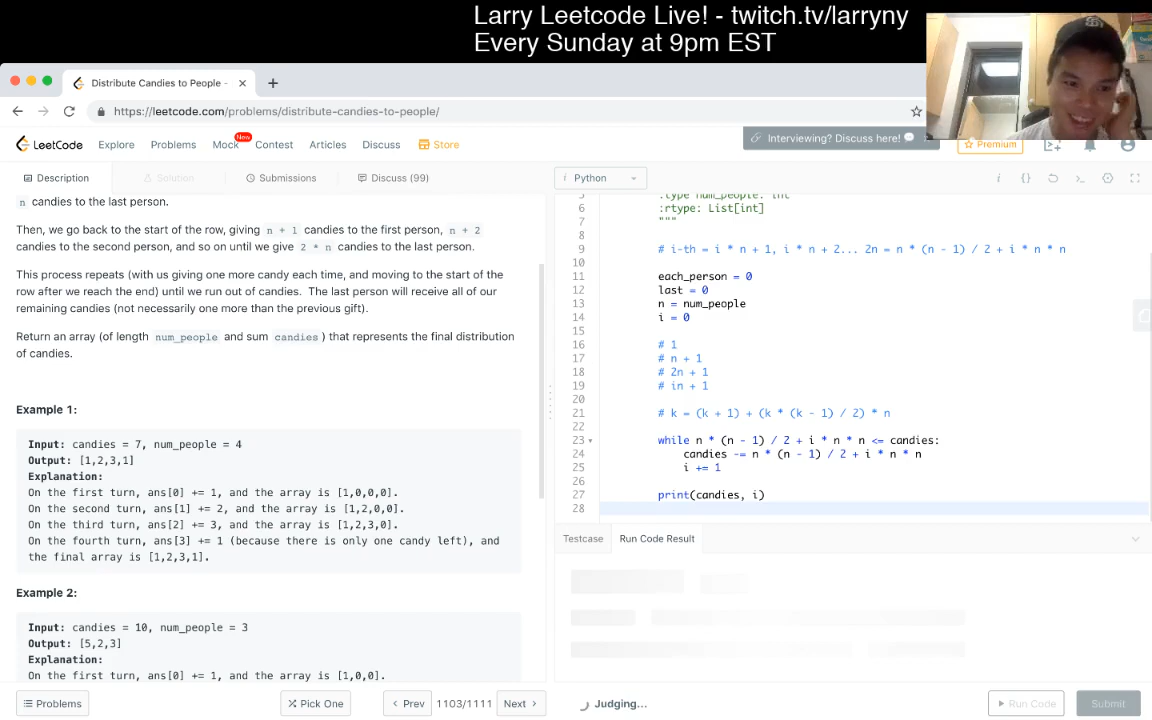 Larry Leetcode Live! - twitch.tv/larryny
Every Sunday at 9pm EST
Distribute Candies to People -
https://leetcode.com/problems/distribute-candies-to-people/
LeetCode
Explore
Problems
Mock
New
Contest
Articles
Discuss
Store
Interviewing? Discuss here!
Premium
Description
Solution
Submissions
Discuss (99)
i Python
n candies to the last person.
Then, we go back to the start of the row, giving n + 1 candies to the first person, n + 2
candies to the second person, and so on until we give 2 * n candies to the last person.
This process repeats (with us giving one more candy each time, and moving to the start of the
row after we reach the end) until we run out of candies. The last person will receive all of our
remaining candies (not necessarily one more than the previous gift).
Return an array (of length num_people and sum candies ) that represents the final distribution
of candies.
Example 1:
Input: candies = 7, num_people = 4
Output: [1,2,3,1]
Explanation:
On the first turn, ans[0] += 1, and the array is [1,0,0,0].
On the second turn, ans[1] += 2, and the array is [1,2,0,0].
On the third turn, ans[2] += 3, and the array is [1,2,3,0].
On the fourth turn, ans[3] += 1 (because there is only one candy left), and
the final array is [1,2,3,1].
Example 2:
Input: candies = 10, num_people = 3
Output: [5,2,3]
Explanation:
On the first turn, ans[0] += 1, and the array is [1,0,0].
5 :type num_people: int
6 :rtype: List[int]
7 """
8
9 # i-th = i * n + 1, i * n + 2... 2n = n * (n - 1) / 2 + i * n * n
10
11 each_person = 0
12 last = 0
13 n = num_people
14 i = 0
15
16 # 1
17 # n + 1
18 # 2n + 1
19 # in + 1
20
21 # k = (k + 1) + (k * (k - 1) / 2) * n
22
23 while n * (n - 1) / 2 + i * n * n <= candies:
24 candies -= n * (n - 1) / 2 + i * n * n
25 i += 1
26
27 print(candies, i)
28
Testcase
Run Code Result
Problems
Pick One
< Prev
1103/1111
Next >
Judging...
Run Code
Submit